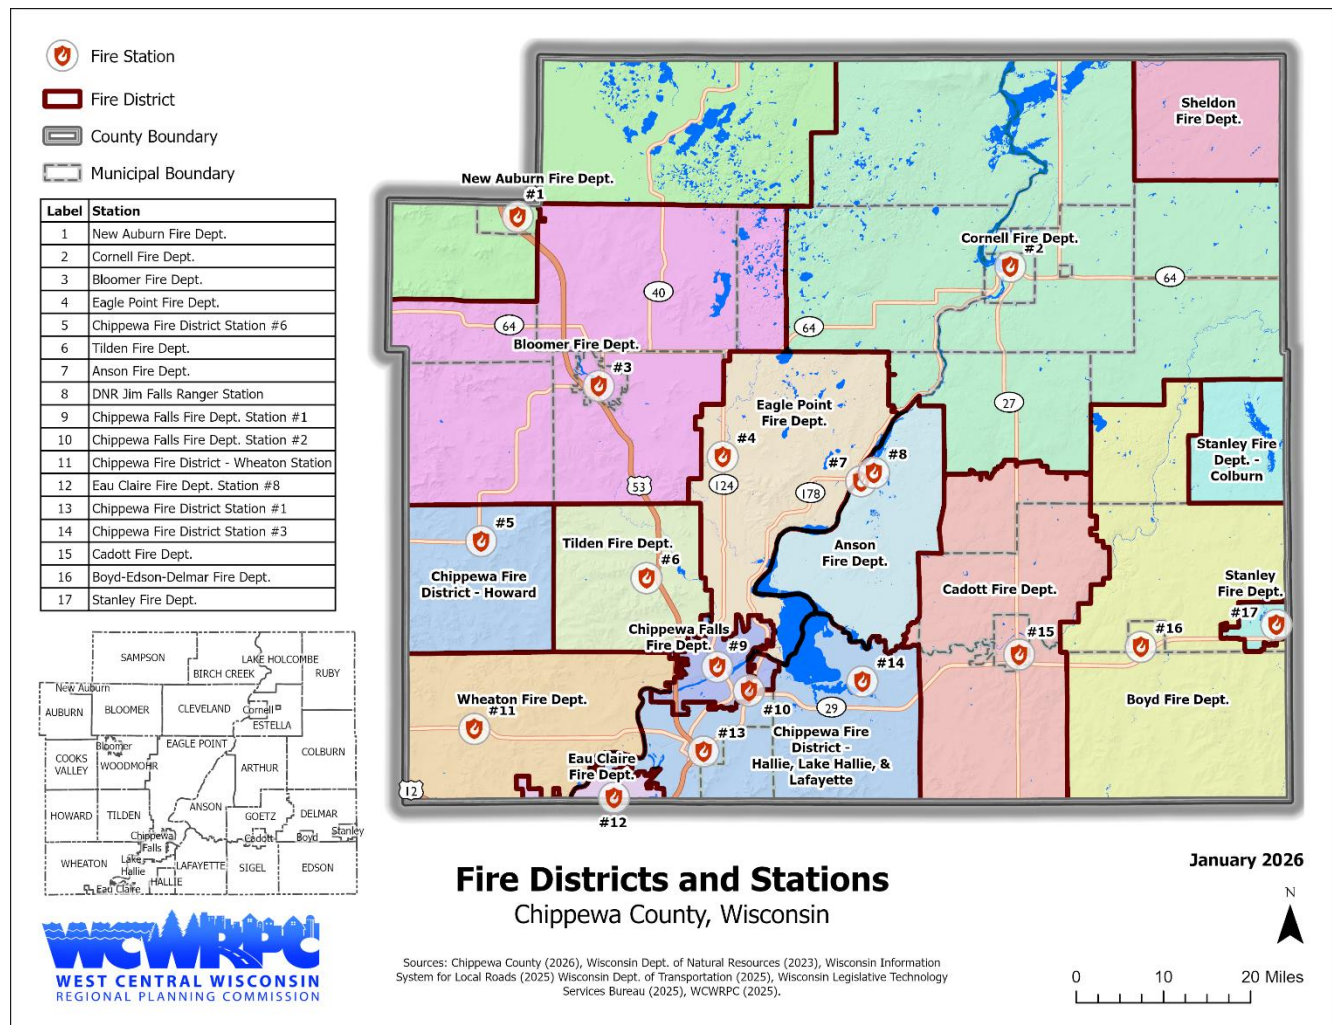 Fire Station
Fire District
County Boundary
Municipal Boundary
Label Station
1 New Auburn Fire Dept.
2 Cornell Fire Dept.
3 Bloomer Fire Dept.
4 Eagle Point Fire Dept.
5 Chippewa Fire District Station #6
6 Tilden Fire Dept.
7 Anson Fire Dept.
8 DNR Jim Falls Ranger Station
9 Chippewa Falls Fire Dept. Station #1
10 Chippewa Falls Fire Dept. Station #2
11 Chippewa Fire District - Wheaton Station
12 Eau Claire Fire Dept. Station #8
13 Chippewa Fire District Station #1
14 Chippewa Fire District Station #3
15 Cadott Fire Dept.
16 Boyd-Edson-Delmar Fire Dept.
17 Stanley Fire Dept.
Sheldon
Fire Dept.
New Auburn Fire Dept.
#1
Cornell Fire Dept.
#2
64
40
64
64
Bloomer Fire Dept.
#3
Eagle Point
Fire Dept.
27
#4
#7
#8
Stanley Fire
Dept. -
Colburn
53
124
178
#5
Tilden Fire Dept.
#6
Anson
Fire Dept.
Chippewa Fire
District - Howard
Cadott Fire Dept.
Stanley
Fire Dept.
#17
Chippewa Falls
Fire Dept.
#9
#15
#16
#14
Wheaton Fire Dept.
#11
#10
29
Boyd Fire Dept.
#13
Chippewa Fire
District -
Hallie, Lake Hallie, &
Lafayette
Eau Claire
Fire Dept.
12
#12
SAMPSON
BIRCH CREEK
LAKE HOLCOMBE
RUBY
New Auburn
AUBURN
BLOOMER
CLEVELAND
Cornell
ESTELLA
Bloomer
EAGLE POINT
COOKS
VALLEY
WOODMOHR
ARTHUR
COLBURN
HOWARD
TILDEN
ANSON
GOETZ
DELMAR
Chippewa
Falls
Cadott
Boyd
Stanley
WHEATON
Lake
Hallie
LAFAYETTE
SIGEL
EDSON
HALLIE
Eau Claire
WCWRPC
WEST CENTRAL WISCONSIN
REGIONAL PLANNING COMMISSION
Fire Districts and Stations
Chippewa County, Wisconsin
Sources: Chippewa County (2026), Wisconsin Dept. of Natural Resources (2023), Wisconsin Information
System for Local Roads (2025) Wisconsin Dept. of Transportation (2025), Wisconsin Legislative Technology
Services Bureau (2025), WCWRPC (2025).
January 2026
N
0 10 20 Miles